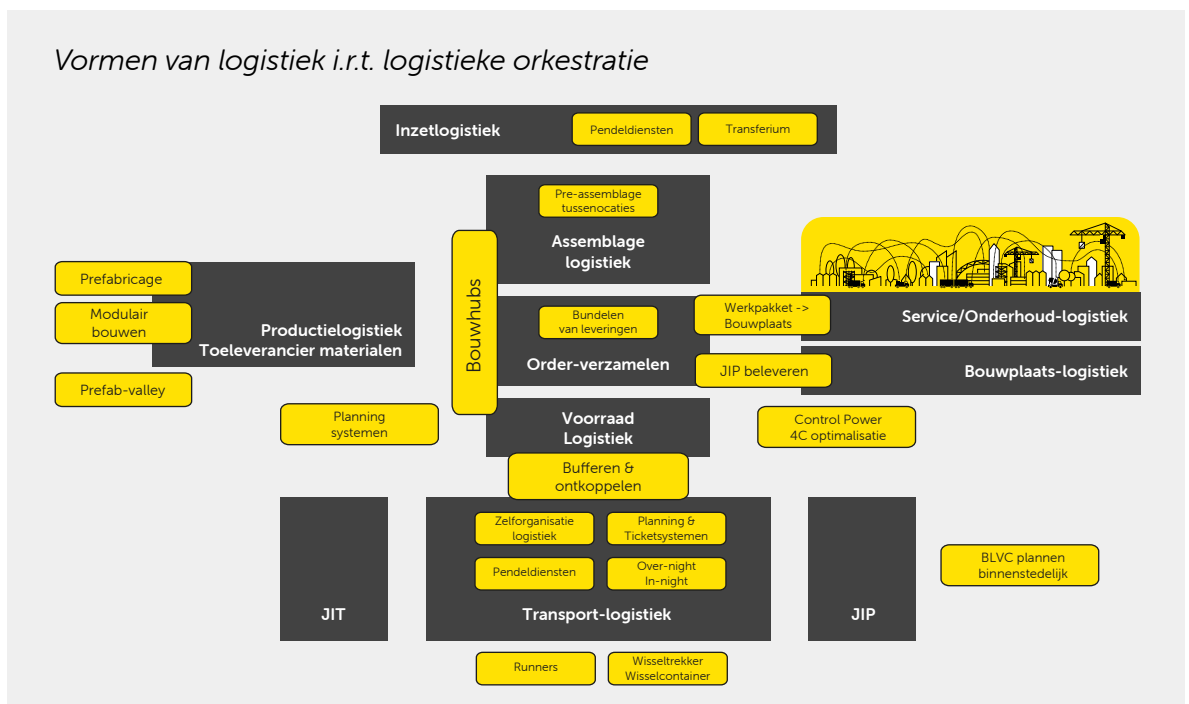 Vormen van logistiek i.r.t. logistieke orkestratie
Inzetlogistiek
Pendeldiensten
Transferium
Pre-assemblage
tussenocaties
Assemblage
logistiek
Bouwhubs
Prefabricage
Modulair
bouwen
Productielogistiek
Toeleverancier materialen
Prefab-valley
Bundelen
van leveringen
Order-verzamelen
Werkpakket ->
Bouwplaats
JIP beleveren
Service/Onderhoud-logistiek
Bouwplaats-logistiek
Planning
systemen
Voorraad
Logistiek
Control Power
4C optimalisatie
Bufferen &
ontkoppelen
JIT
Zelforganisatie
logistiek
Planning &
Ticketsystemen
Pendeldiensten
Over-night
In-night
Transport-logistiek
JIP
BLVC plannen
binnenstedelijk
Runners
Wisseltrekker
Wisselcontainer